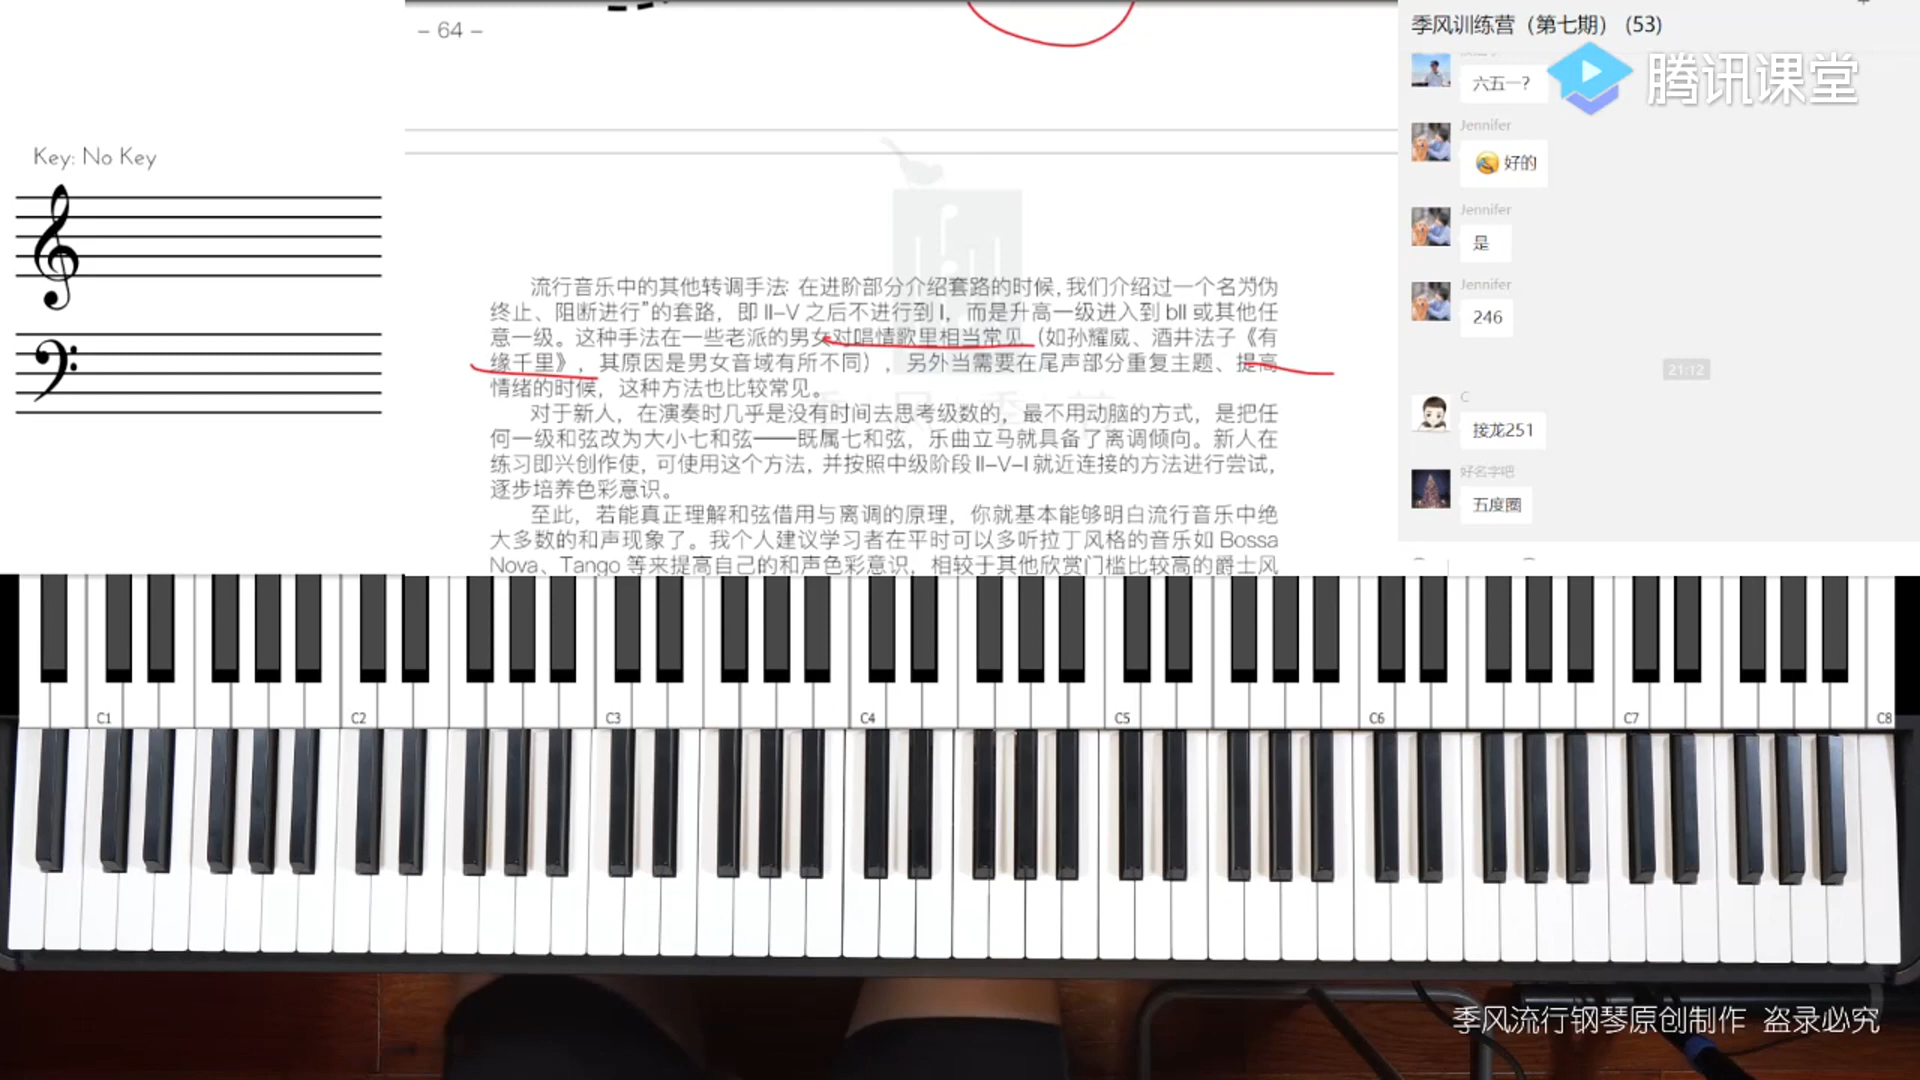 – 64 –
Key: No Key
流行音乐中的其他转调手法: 在进阶部分介绍套路的时候, 我们介绍过一个名为“伪
终止、阻断进行”的套路，即 II-V 之后不进行到 I，而是升高一级进入到 bII 或其他任
意一级。这种手法在一些老派的男女对唱情歌里相当常见（如孙耀威、酒井法子《有
缘千里》，其原因是男女音域有所不同），另外当需要在尾声部分重复主题、提高
情绪的时候，这种方法也比较常见。
对于新人，在演奏时几乎是没有时间去思考级数的，最不用动脑的方式，是把任
何一级和弦改为大小七和弦——既属七和弦，乐曲立马就具备了离调倾向。新人在
练习即兴创作使, 可使用这个方法, 并按照中级阶段 II-V-I 就近连接的方法进行尝试,
逐步培养色彩意识。
至此，若能真正理解和弦借用与离调的原理，你就基本能够明白流行音乐中绝
大多数的和声现象了。我个人建议学习者在平时可以多听拉丁风格的音乐如 Bossa
Nova、Tango 等来提高自己的和声色彩意识，相较于其他欣赏门槛比较高的爵士风
季风训练营（第七期） (53)
六五一?
腾讯课堂
Jennifer
好的
Jennifer
是
Jennifer
246
21:12
C
接龙251
好名字吧
五度圈
C1
C2
C3
C4
C5
C6
C7
C8
季风流行钢琴原创制作 盗录必究